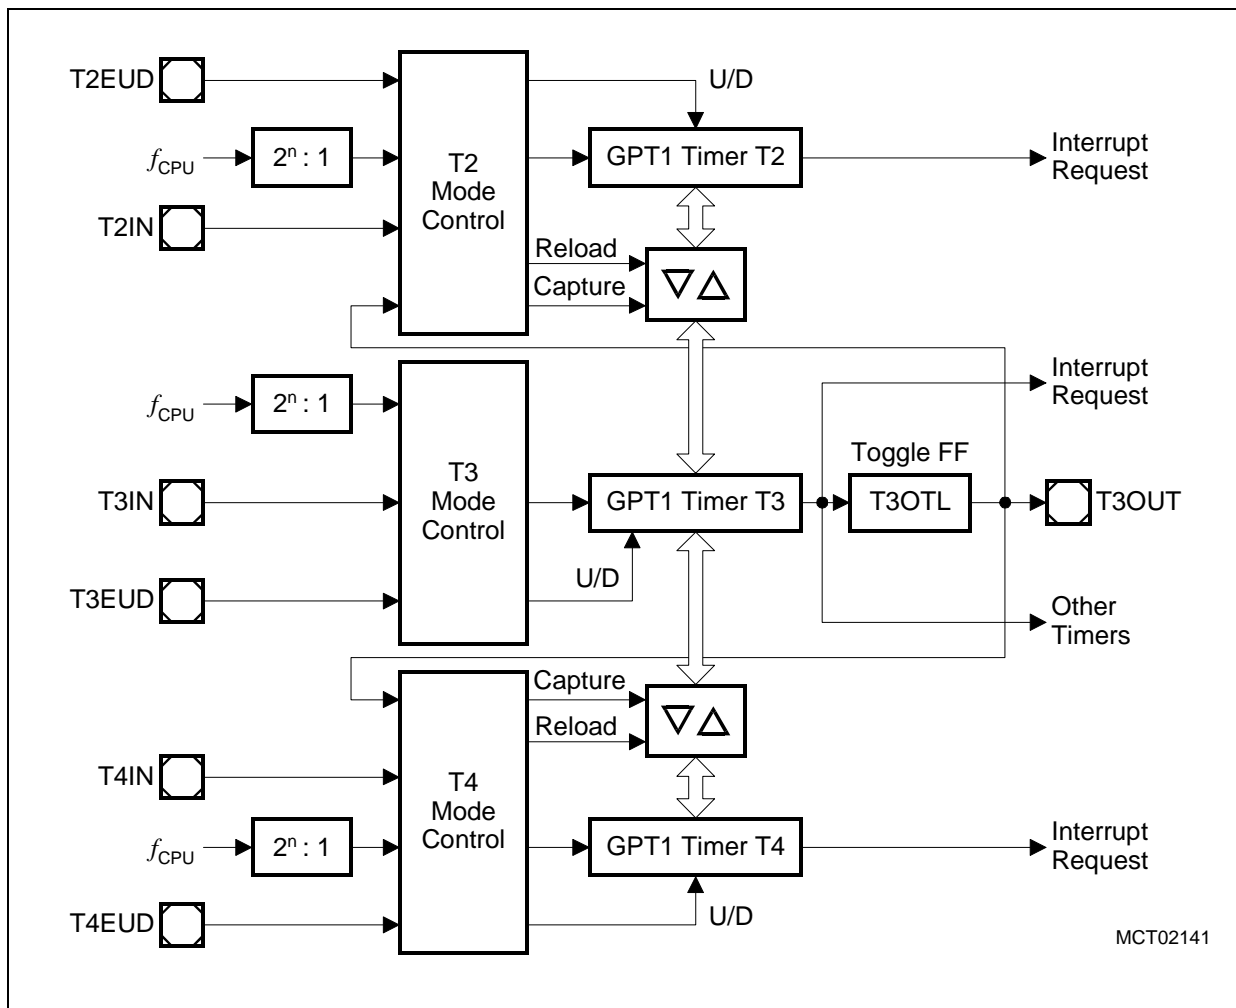 T2EUD
U/D
fCPU
2ⁿ : 1
GPT1 Timer T2
Interrupt
Request
T2
Mode
Control
T2IN
Reload
Capture
fCPU
2ⁿ : 1
Interrupt
Request
T3
Mode
Control
Toggle FF
T3IN
GPT1 Timer T3
T3OTL
T3OUT
U/D
T3EUD
Other
Timers
Capture
Reload
T4IN
T4
Mode
Control
fCPU
2ⁿ : 1
GPT1 Timer T4
Interrupt
Request
T4EUD
U/D
MCT02141